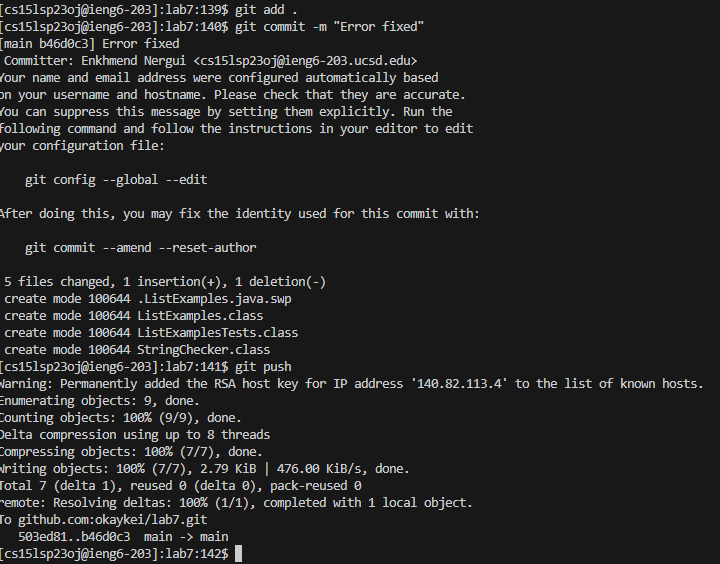 [cs15lsp23oj@ieng6-203]:lab7:139$ git add .
[cs15lsp23oj@ieng6-203]:lab7:140$ git commit -m "Error fixed"
[main b46d0c3] Error fixed
 Committer: Enkhmend Nergui <cs15lsp23oj@ieng6-203.ucsd.edu>
Your name and email address were configured automatically based
on your username and hostname. Please check that they are accurate.
You can suppress this message by setting them explicitly. Run the
following command and follow the instructions in your editor to edit
your configuration file:

    git config --global --edit

After doing this, you may fix the identity used for this commit with:

    git commit --amend --reset-author

 5 files changed, 1 insertion(+), 1 deletion(-)
 create mode 100644 .ListExamples.java.swp
 create mode 100644 ListExamples.class
 create mode 100644 ListExamplesTests.class
 create mode 100644 StringChecker.class
[cs15lsp23oj@ieng6-203]:lab7:141$ git push
Warning: Permanently added the RSA host key for IP address '140.82.113.4' to the list of known hosts.
Enumerating objects: 9, done.
Counting objects: 100% (9/9), done.
Delta compression using up to 8 threads
Compressing objects: 100% (7/7), done.
Writing objects: 100% (7/7), 2.79 KiB | 476.00 KiB/s, done.
Total 7 (delta 1), reused 0 (delta 0), pack-reused 0
remote: Resolving deltas: 100% (1/1), completed with 1 local object.
To github.com:okaykei/lab7.git
   503ed81..b46d0c3  main -> main
[cs15lsp23oj@ieng6-203]:lab7:142$